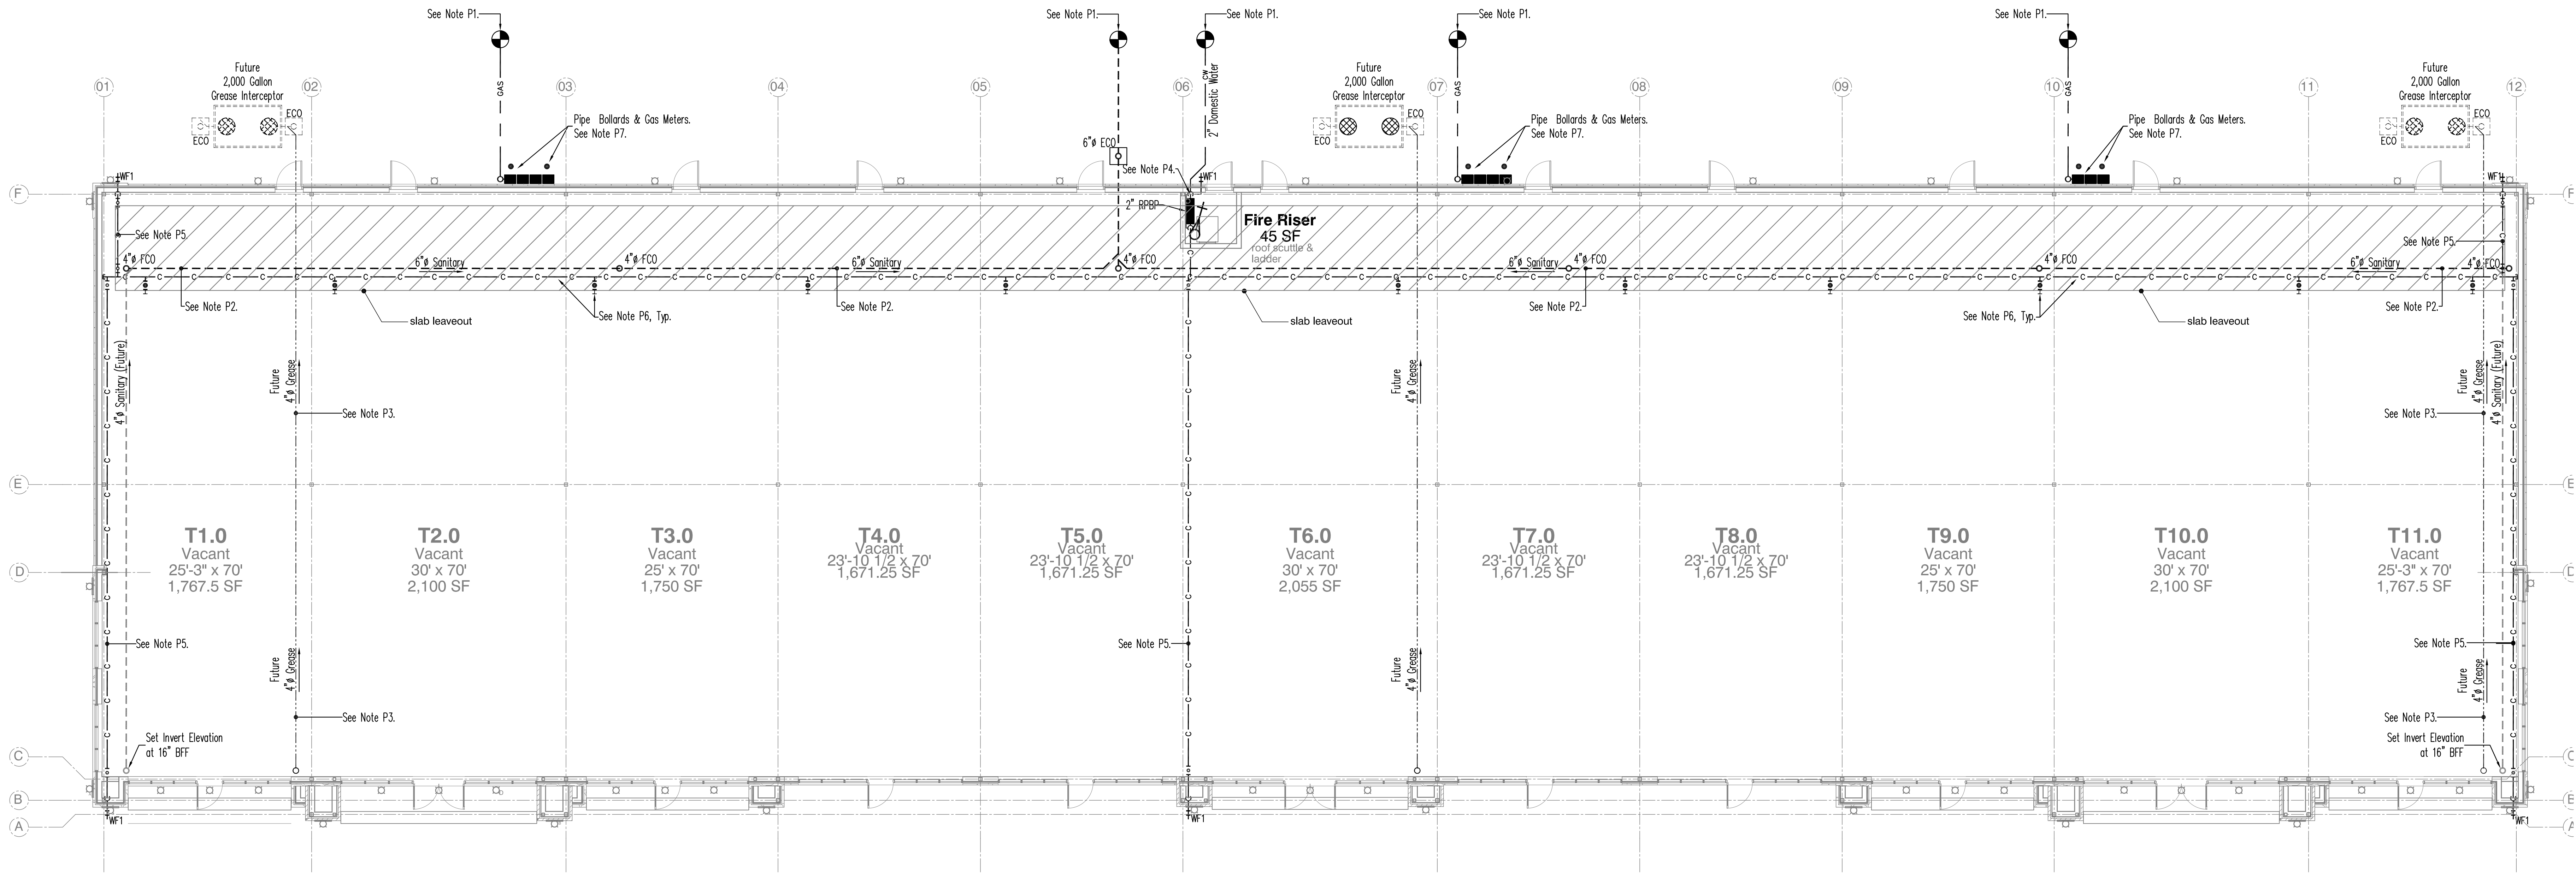 See Note P1.
See Note P1.
See Note P1.
See Note P1.
See Note P1.
Future
2,000 Gallon
Grease Interceptor
Future
2,000 Gallon
Grease Interceptor
Future
2,000 Gallon
Grease Interceptor
01
02
03
04
05
06
07
08
09
10
11
12
GAS
CW
2" Domestic Water
GAS
GAS
ECO
ECO
Pipe Bollards & Gas Meters.
See Note P7.
6"ø ECO
ECO
ECO
Pipe Bollards & Gas Meters.
See Note P7.
Pipe Bollards & Gas Meters.
See Note P7.
ECO
ECO
WF1
See Note P4.
WF1
WF1
F
F
2" RPBP
Fire Riser
45 SF
roof scuttle &
ladder
See Note P5.
See Note P5.
4"ø FCO
6"ø Sanitary
4"ø FCO
6"ø Sanitary
4"ø FCO
6"ø Sanitary
4"ø FCO
4"ø FCO
6"ø Sanitary
4"ø FCO
See Note P2.
slab leaveout
See Note P6, Typ.
See Note P2.
slab leaveout
See Note P2.
See Note P6, Typ.
slab leaveout
See Note P2.
4"ø Sanitary (Future)
Future
4"ø Grease
Future
4"ø Grease
Future
4"ø Grease
4"ø Sanitary (Future)
See Note P3.
See Note P3.
E
E
T1.0
Vacant
25'-3" x 70'
1,767.5 SF
T2.0
Vacant
30' x 70'
2,100 SF
T3.0
Vacant
25' x 70'
1,750 SF
T4.0
Vacant
23'-10 1/2 x 70'
1,671.25 SF
T5.0
Vacant
23'-10 1/2 x 70'
1,671.25 SF
T6.0
Vacant
30' x 70'
2,055 SF
T7.0
Vacant
23'-10 1/2 x 70'
1,671.25 SF
T8.0
Vacant
23'-10 1/2 x 70'
1,671.25 SF
T9.0
Vacant
25' x 70'
1,750 SF
T10.0
Vacant
30' x 70'
2,100 SF
T11.0
Vacant
25'-3" x 70'
1,767.5 SF
D
D
See Note P5.
See Note P5.
See Note P5.
Future
4"ø Grease
Future
4"ø Grease
Future
4"ø Grease
See Note P3.
See Note P3.
Set Invert Elevation
at 16" BFF
Set Invert Elevation
at 16" BFF
C
C
B
B
A
A
WF1
WF1
WF1